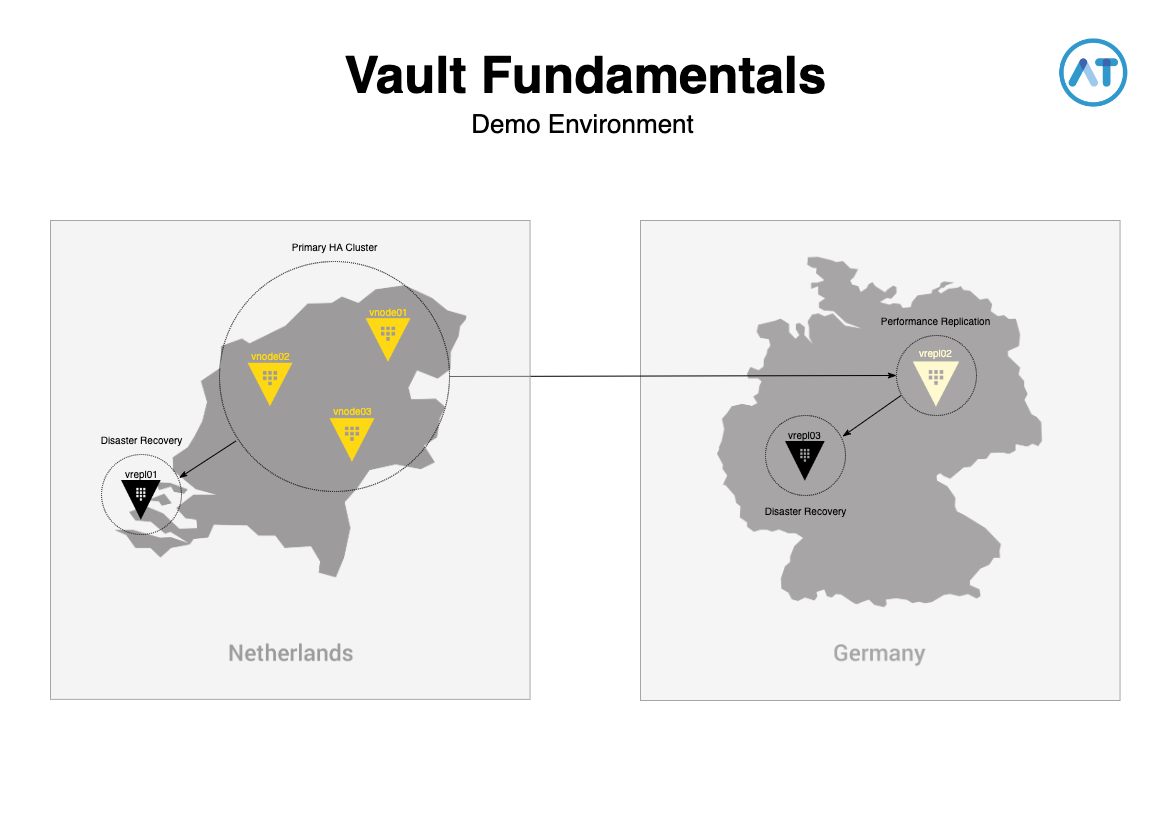 Vault Fundamentals
Demo Environment
AT
Primary HA Cluster
vnode01
vnode02
vnode03
Disaster Recovery
vrepl01
Netherlands
Performance Replication
vrepl02
vrepl03
Disaster Recovery
Germany